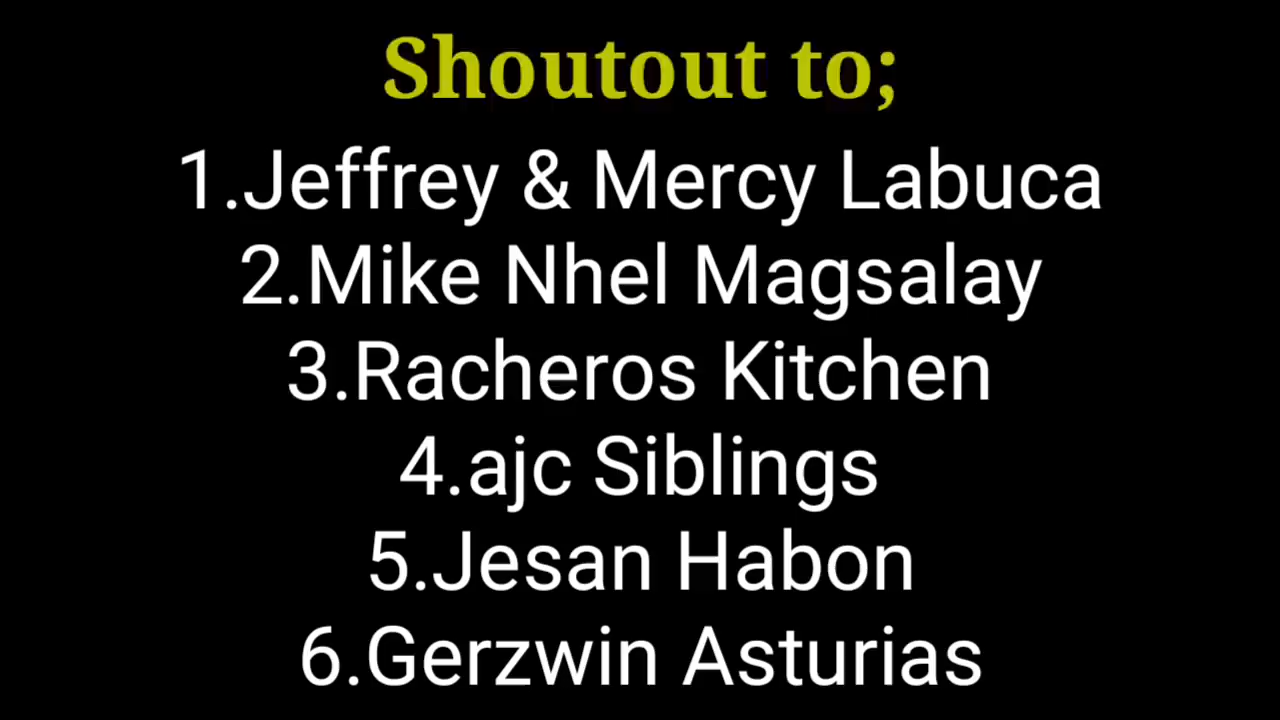 Shoutout to;
1.Jeffrey & Mercy Labuca
2.Mike Nhel Magsalay
3.Racheros Kitchen
4.ajc Siblings
5.Jesan Habon
6.Gerzwin Asturias